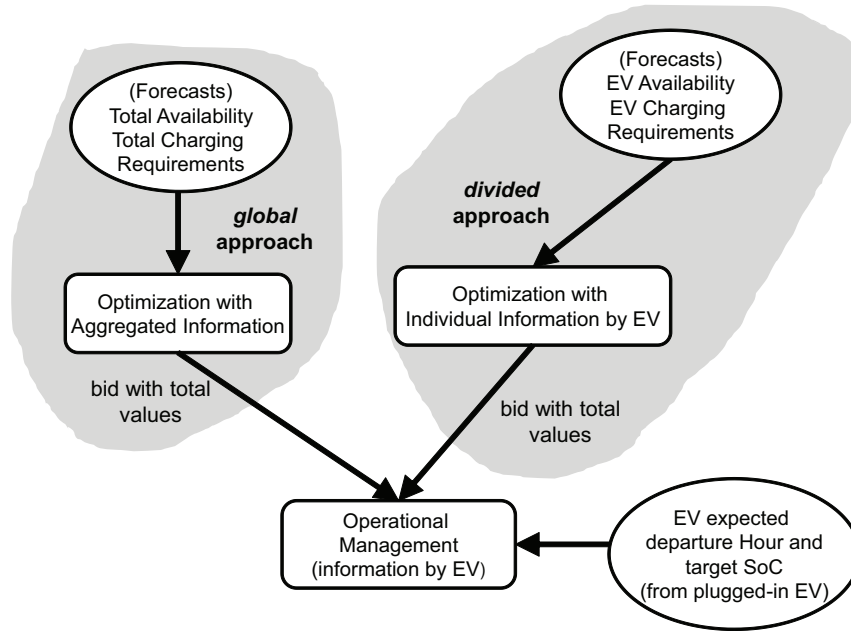 (Forecasts)
Total Availability
Total Charging
Requirements
global
approach
Optimization with
Aggregated Information
bid with total
values
(Forecasts)
EV Availability
EV Charging
Requirements
divided
approach
Optimization with
Individual Information by EV
bid with total
values
Operational
Management
(information by EV)
EV expected
departure Hour and
target SoC
(from plugged-in EV)